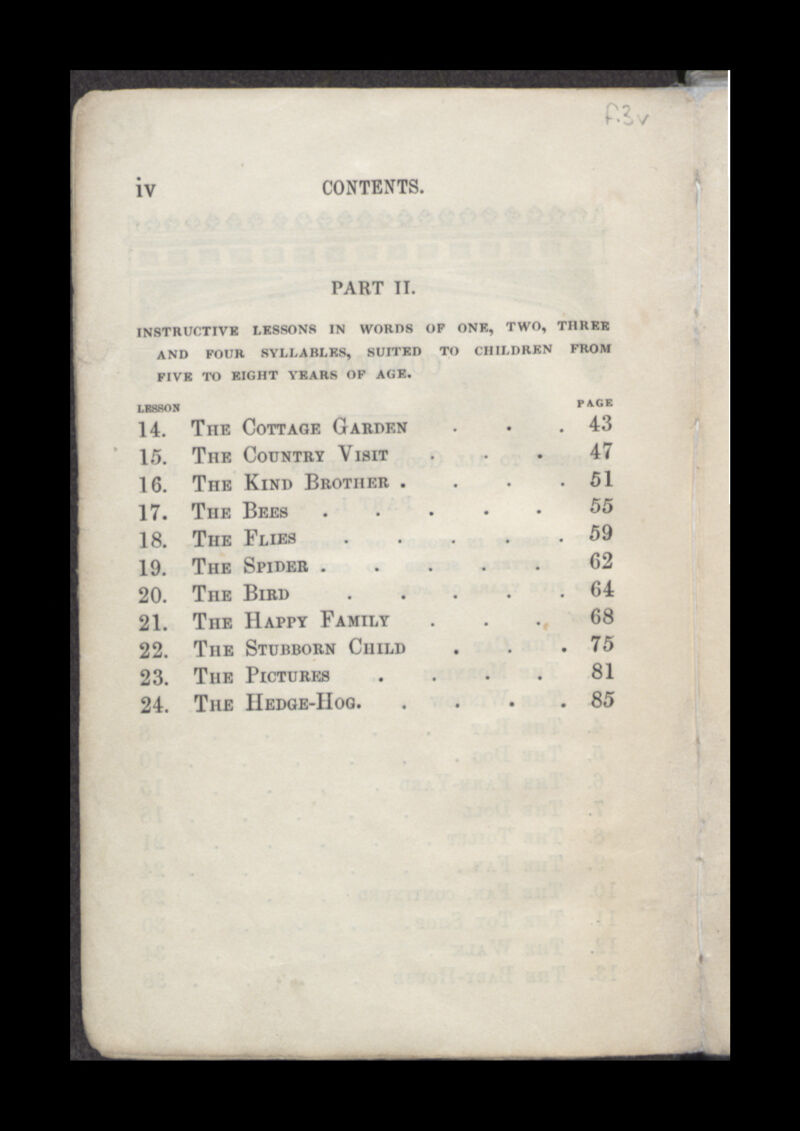 f.3v
iv CONTENTS.
PART II.
INSTRUCTIVE LESSONS IN WORDS OF ONE, TWO, THREE
AND FOUR SYLLABLES, SUITED TO CHILDREN FROM
FIVE TO EIGHT YEARS OF AGE.
LESSON PAGE
14. THE COTTAGE GARDEN . . . 43
15. THE COUNTRY VISIT . . . 47
16. THE KIND BROTHER . . . . 51
17. THE BEES . . . . . 55
18. THE FLIES . . . . . 59
19. THE SPIDER . . . . . 62
20. THE BIRD . . . . . 64
21. THE HAPPY FAMILY . . . 68
22. THE STUBBORN CHILD . . . 75
23. THE PICTURES . . . . 81
24. THE HEDGE-HOG. . . . . 85